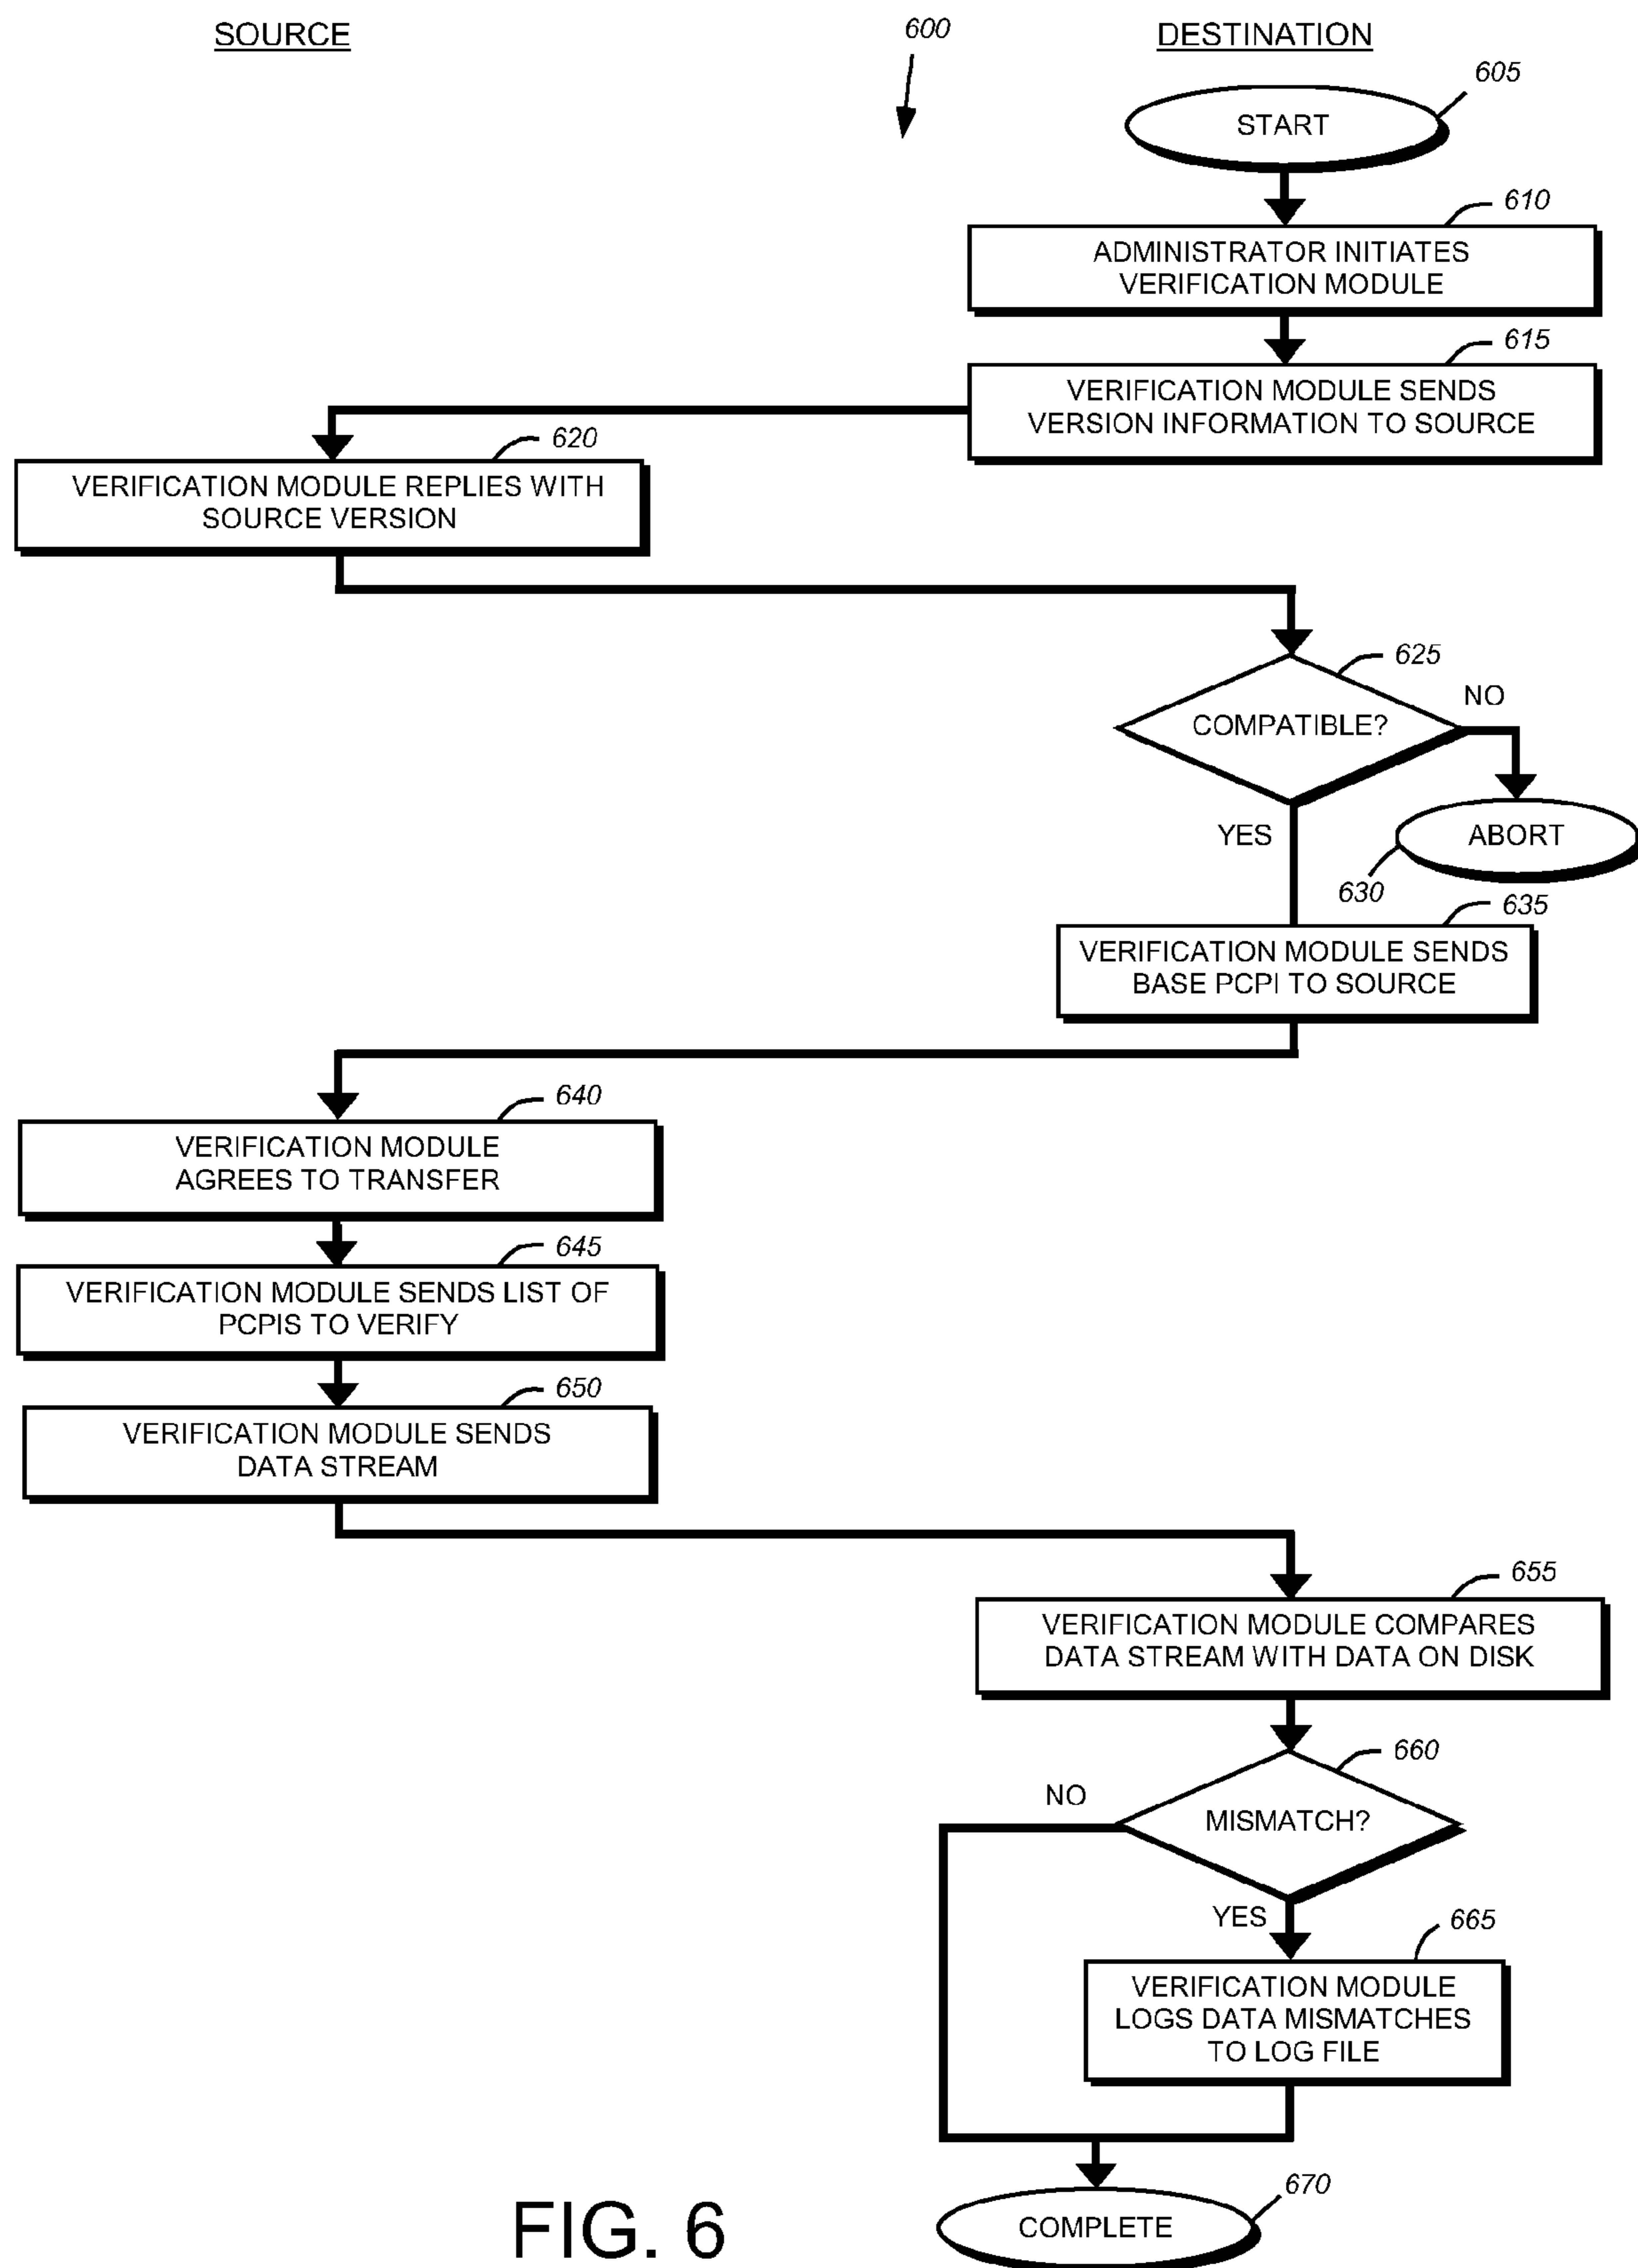 SOURCE
600
DESTINATION
605
START
610
ADMINISTRATOR INITIATES
VERIFICATION MODULE
615
VERIFICATION MODULE SENDS
VERSION INFORMATION TO SOURCE
620
VERIFICATION MODULE REPLIES WITH
SOURCE VERSION
625
COMPATIBLE?
NO
YES
ABORT
630
635
VERIFICATION MODULE SENDS
BASE PCPI TO SOURCE
640
VERIFICATION MODULE
AGREES TO TRANSFER
645
VERIFICATION MODULE SENDS LIST OF
PCPIS TO VERIFY
650
VERIFICATION MODULE SENDS
DATA STREAM
655
VERIFICATION MODULE COMPARES
DATA STREAM WITH DATA ON DISK
660
NO
MISMATCH?
YES
665
VERIFICATION MODULE
LOGS DATA MISMATCHES
TO LOG FILE
670
COMPLETE
FIG. 6